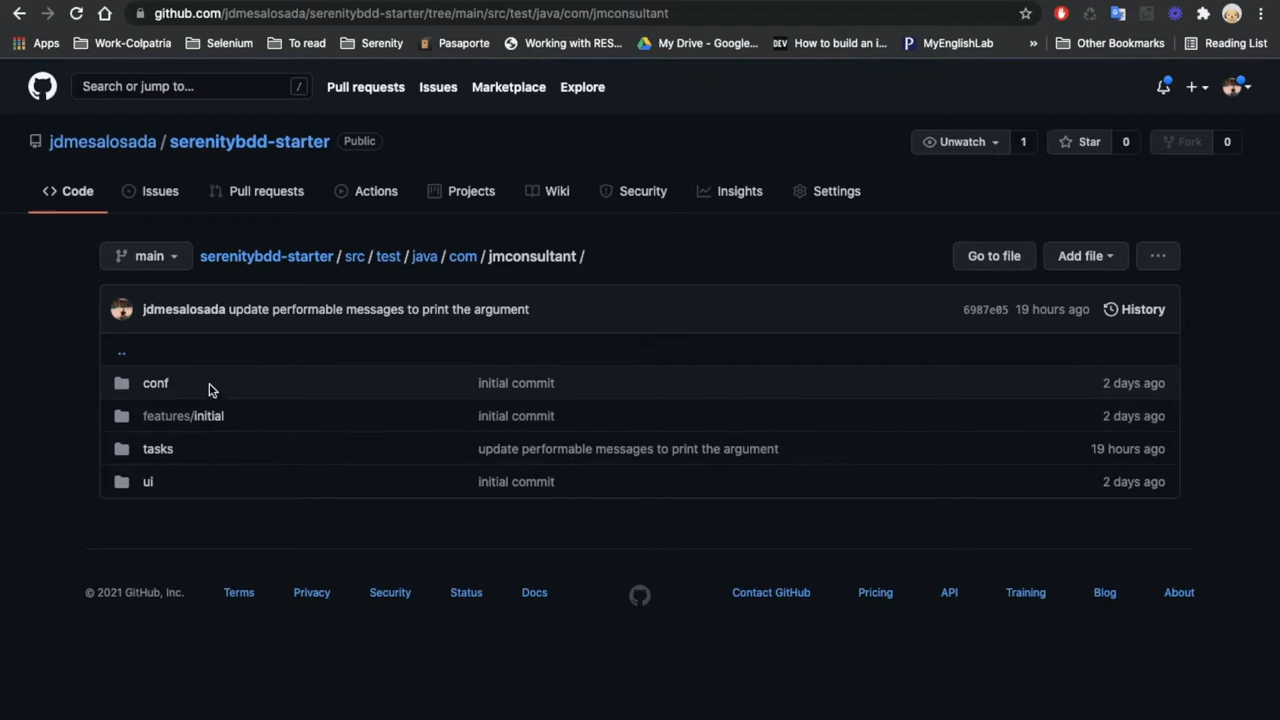 github.com/jdmesalosada/serenitybdd-starter/tree/main/src/test/java/com/jmconsultant
Apps Work-Colpatria Selenium To read Serenity Pasaporte Working with RES... My Drive - Google... DEV How to build an i... P MyEnglishLab » Other Bookmarks Reading List
Search or jump to... / Pull requests Issues Marketplace Explore
jdmesalosada / serenitybdd-starter Public Unwatch 1 Star 0 Fork 0
<> Code Issues Pull requests Actions Projects Wiki Security Insights Settings
main serenitybdd-starter / src / test / java / com / jmconsultant / Go to file Add file ...
jdmesalosada update performable messages to print the argument 6987e05 19 hours ago History
..
conf initial commit 2 days ago
features/initial initial commit 2 days ago
tasks update performable messages to print the argument 19 hours ago
ui initial commit 2 days ago
© 2021 GitHub, Inc. Terms Privacy Security Status Docs Contact GitHub Pricing API Training Blog About